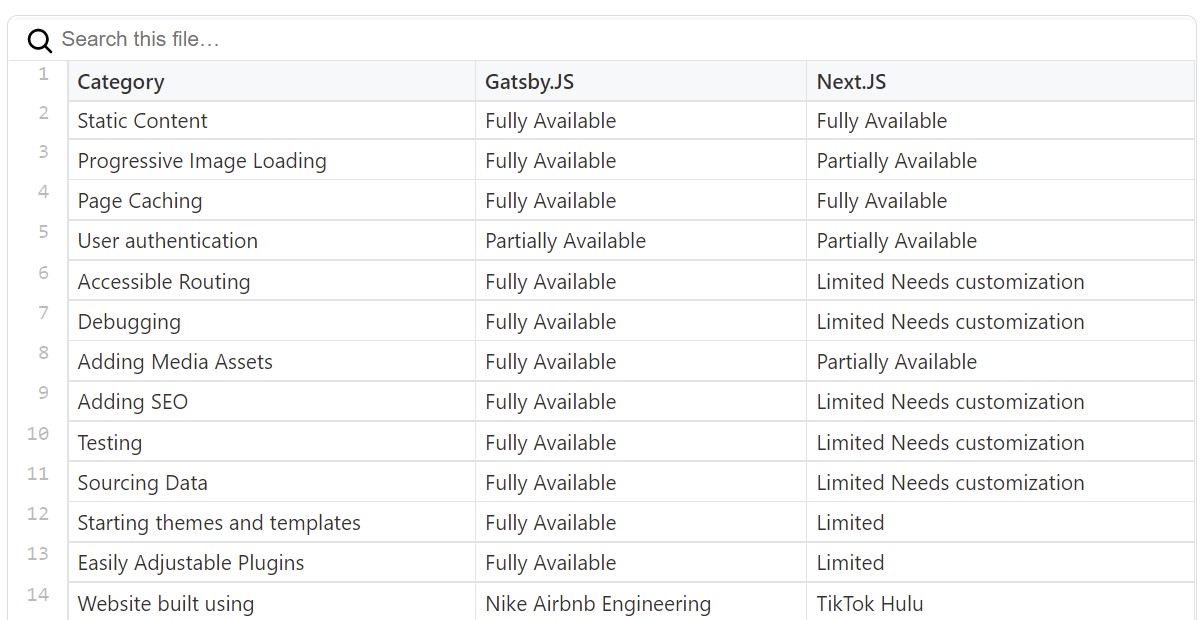 Search this file…
1 Category Gatsby.JS Next.JS
2 Static Content Fully Available Fully Available
3 Progressive Image Loading Fully Available Partially Available
4 Page Caching Fully Available Fully Available
5 User authentication Partially Available Partially Available
6 Accessible Routing Fully Available Limited Needs customization
7 Debugging Fully Available Limited Needs customization
8 Adding Media Assets Fully Available Partially Available
9 Adding SEO Fully Available Limited Needs customization
10 Testing Fully Available Limited Needs customization
11 Sourcing Data Fully Available Limited Needs customization
12 Starting themes and templates Fully Available Limited
13 Easily Adjustable Plugins Fully Available Limited
14 Website built using Nike Airbnb Engineering TikTok Hulu